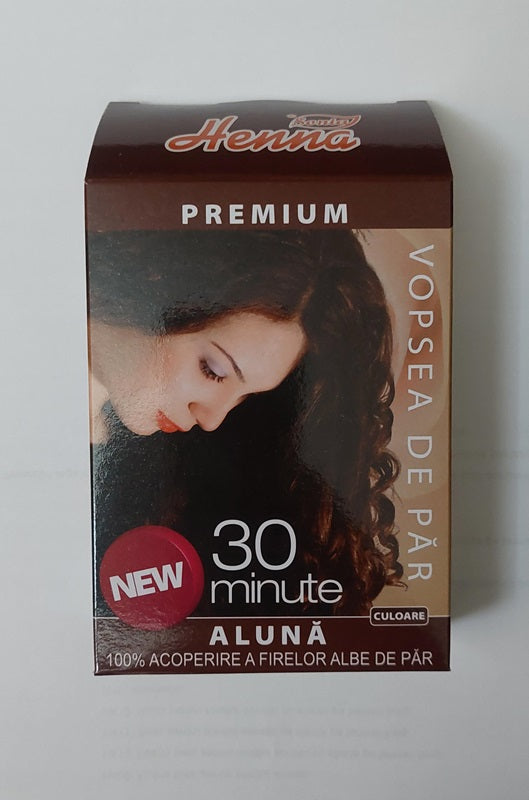 Sonia
Henna
PREMIUM
VOPSEA DE PĂR
30
minute
NEW
CULOARE
ALUNĂ
100% ACOPERIRE A FIRELOR ALBE DE PĂR